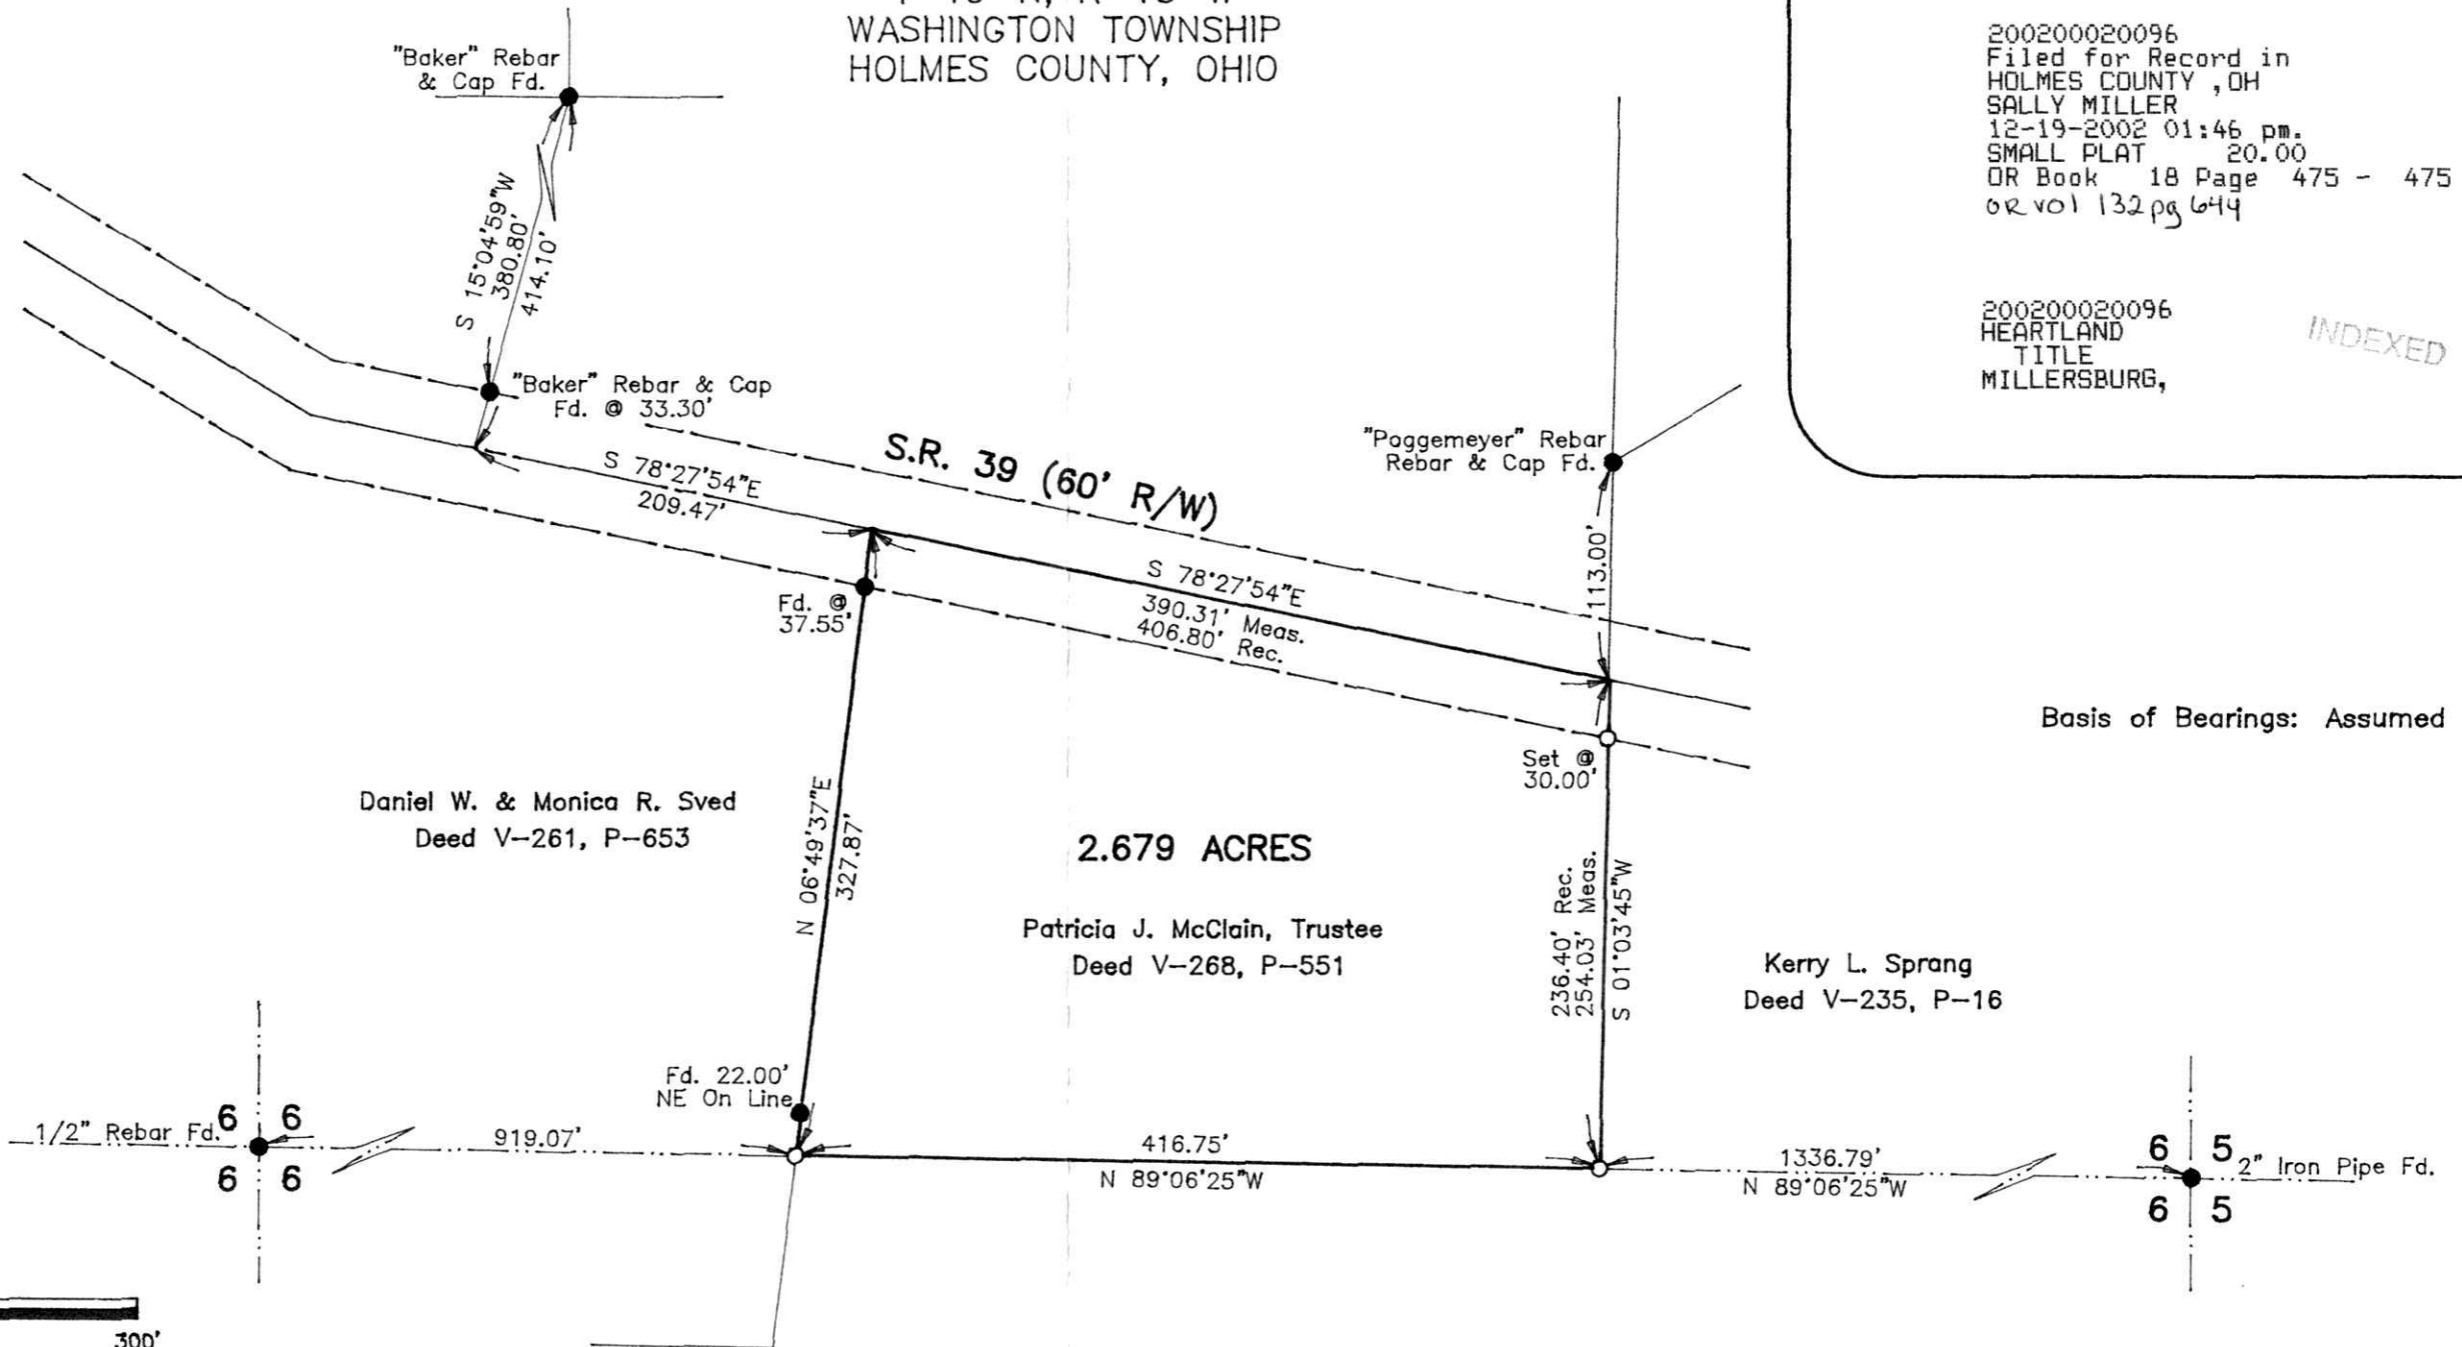 WASHINGTON TOWNSHIP
HOLMES COUNTY, OHIO
200200020096
Filed for Record in
HOLMES COUNTY ,OH
SALLY MILLER
12-19-2002 01:46 pm.
SMALL PLAT 20.00
OR Book 18 Page 475 - 475
OR VOl 132 pg 644
200200020096
HEARTLAND
TITLE
MILLERSBURG,
INDEXED
"Baker" Rebar
& Cap Fd.
S 15°04'59"W
380.80'
414.10'
"Baker" Rebar & Cap
Fd. @ 33.30'
S 78°27'54"E
209.47'
S.R. 39 (60' R/W)
"Poggemeyer" Rebar
Rebar & Cap Fd.
113.00'
S 78°27'54"E
390.31' Meas.
406.80' Rec.
Fd. @
37.55'
Set @
30.00'
Basis of Bearings: Assumed
Daniel W. & Monica R. Sved
Deed V-261, P-653
N 06°49'37"E
327.87'
2.679 ACRES
Patricia J. McClain, Trustee
Deed V-268, P-551
236.40' Rec.
254.03' Meas.
S 01°03'45"W
Kerry L. Sprang
Deed V-235, P-16
Fd. 22.00'
NE On Line
1/2" Rebar Fd.
6 6
6 6
919.07'
416.75'
N 89°06'25"W
1336.79'
N 89°06'25"W
6 5
6 5
2" Iron Pipe Fd.
300'